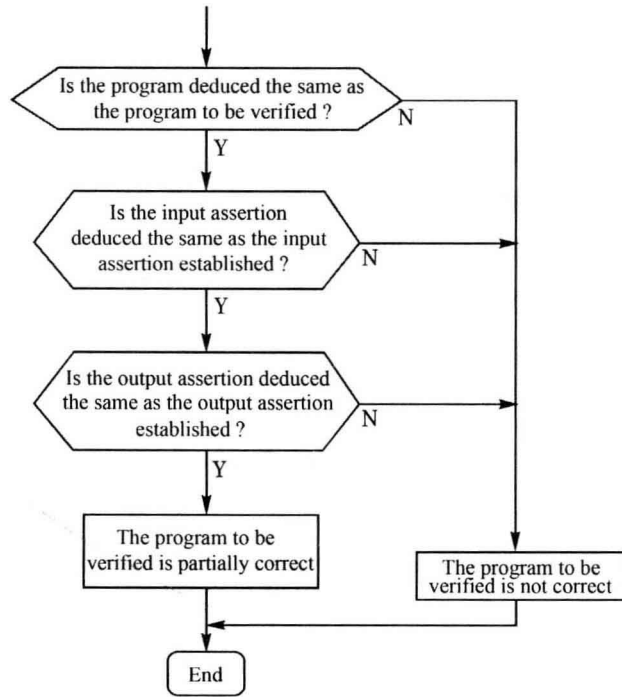 Is the program deduced the same as
the program to be verified ?
N
Y
Is the input assertion
deduced the same as the input
assertion established ?
N
Y
Is the output assertion deduced
the same as the output assertion
established ?
N
Y
The program to be
verified is partially correct
The program to be
verified is not correct
End